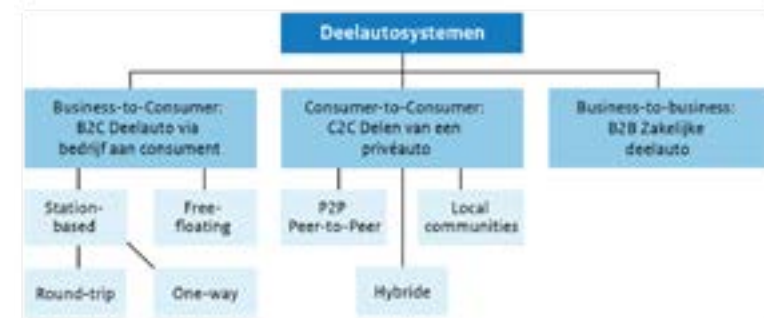 Deelautosystemen
Business-to-Consumer:
B2C Deelauto via
bedrijf aan consument
Consumer-to-Consumer:
C2C Delen van een
privéauto
Business-to-business:
B2B Zakelijke
deelauto
Station-
based
Free-
floating
P2P
Peer-to-Peer
Local
communities
Round-trip
One-way
Hybride